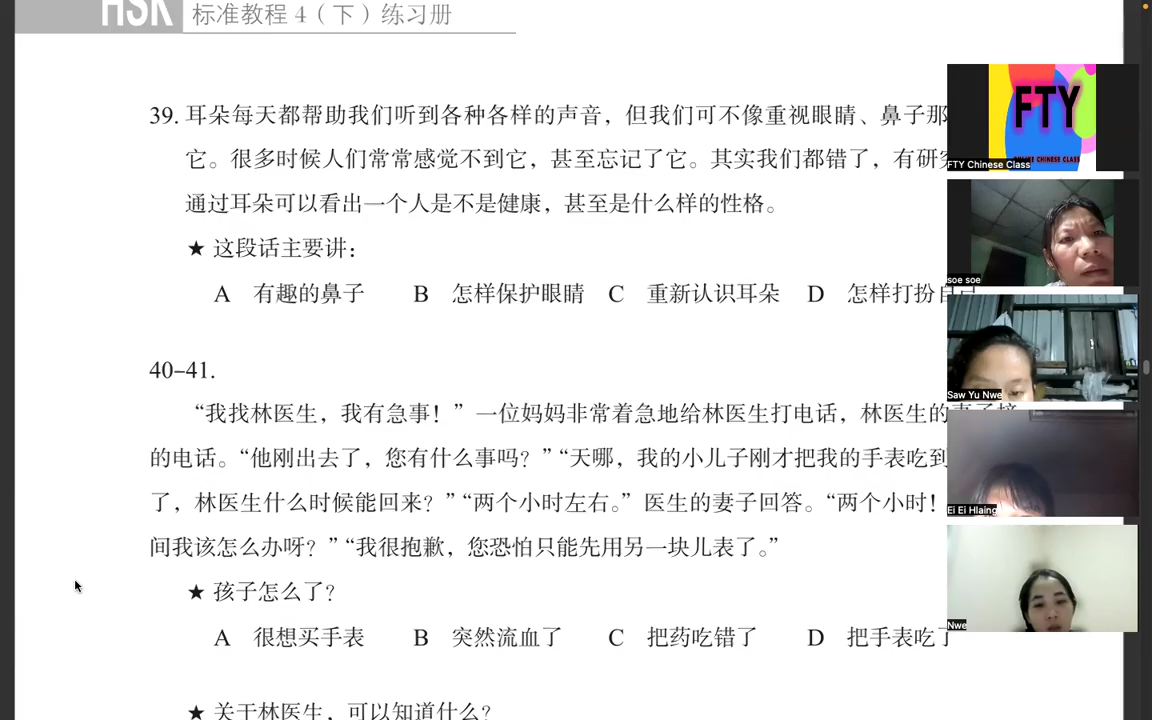 HSK 标准教程 4（下）练习册
39. 耳朵每天都帮助我们听到各种各样的声音，但我们可不像重视眼睛、鼻子那
它。很多时候人们常常感觉不到它，甚至忘记了它。其实我们都错了，有研究
通过耳朵可以看出一个人是不是健康，甚至是什么样的性格。
★ 这段话主要讲：
A 有趣的鼻子 B 怎样保护眼睛 C 重新认识耳朵 D 怎样打扮自己
40–41.
“我找林医生，我有急事！”一位妈妈非常着急地给林医生打电话，林医生的妻子接
的电话。“他刚出去了，您有什么事吗？”“天哪，我的小儿子刚才把我的手表吃到
了，林医生什么时候能回来？”“两个小时左右。”医生的妻子回答。“两个小时！
间我该怎么办呀？”“我很抱歉，您恐怕只能先用另一块儿表了。”
★ 孩子怎么了？
A 很想买手表 B 突然流血了 C 把药吃错了 D 把手表吃了
★ 关于林医生，可以知道什么？
FTY
ONLINE CHINESE CLASS
FTY Chinese Class
soe soe
Saw Yu Nwe
Ei Ei Hlaing
Nwe